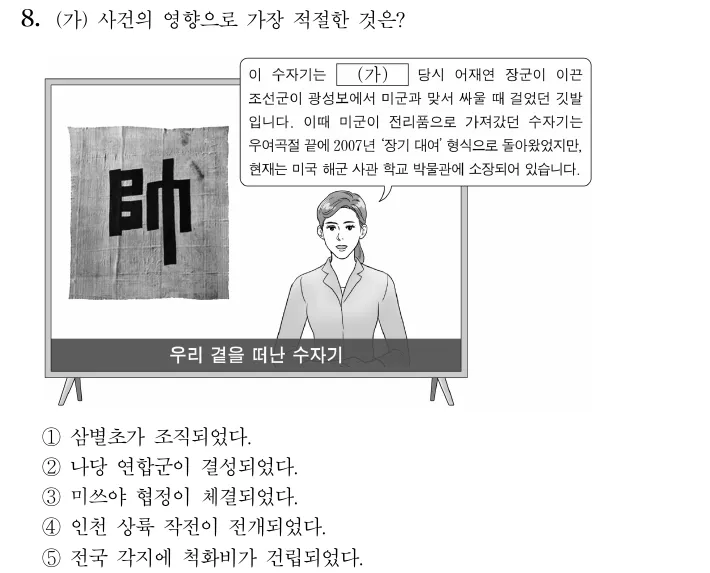 8. (가) 사건의 영향으로 가장 적절한 것은?
이 수자기는 (가) 당시 어재연 장군이 이끈
조선군이 광성보에서 미군과 맞서 싸울 때 걸었던 깃발
입니다. 이때 미군이 전리품으로 가져갔던 수자기는
우여곡절 끝에 2007년 ‘장기 대여’ 형식으로 돌아왔었지만,
현재는 미국 해군 사관 학교 박물관에 소장되어 있습니다.
帥
우리 곁을 떠난 수자기
① 삼별초가 조직되었다.
② 나당 연합군이 결성되었다.
③ 미쓰야 협정이 체결되었다.
④ 인천 상륙 작전이 전개되었다.
⑤ 전국 각지에 척화비가 건립되었다.